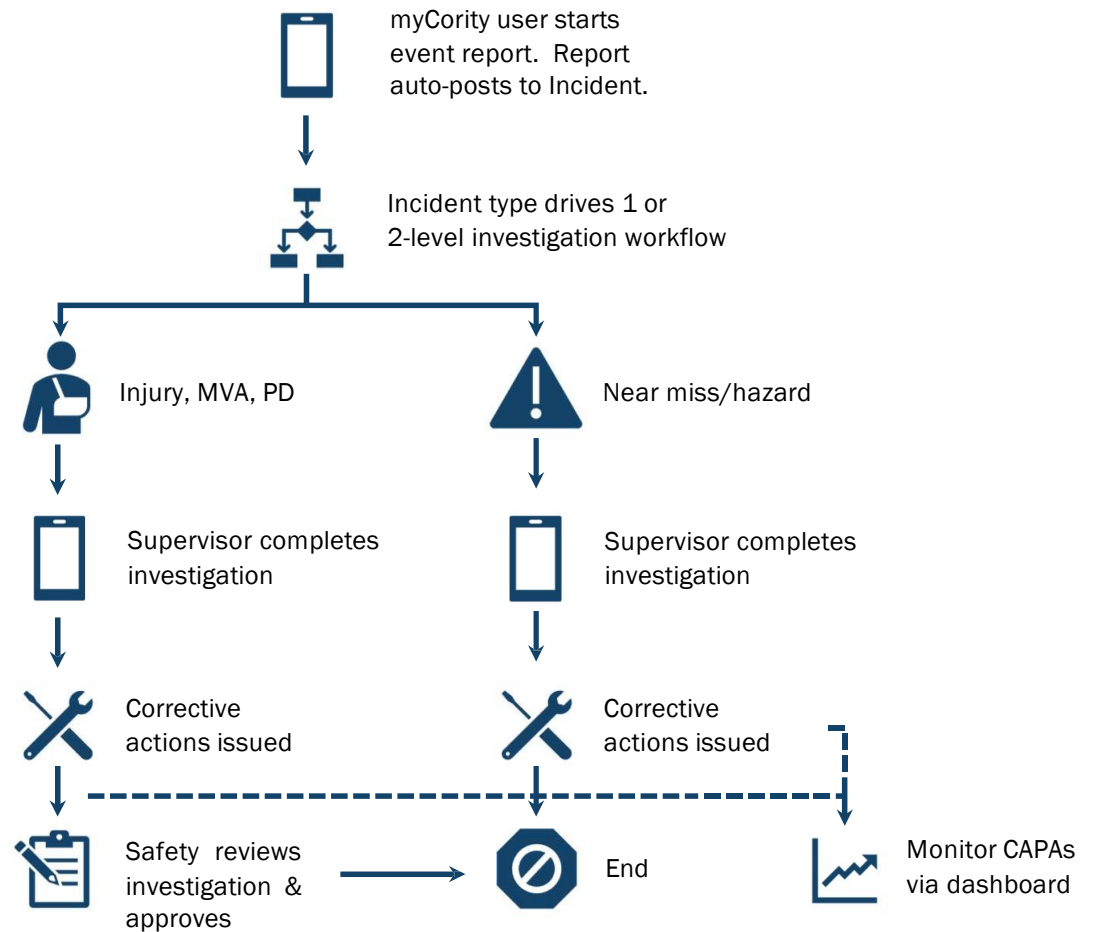 myCority user starts
event report. Report
auto-posts to Incident.
Incident type drives 1 or
2-level investigation workflow
Injury, MVA, PD
Near miss/hazard
Supervisor completes
investigation
Supervisor completes
investigation
Corrective
actions issued
Corrective
actions issued
Safety reviews
investigation &
approves
End
Monitor CAPAs
via dashboard